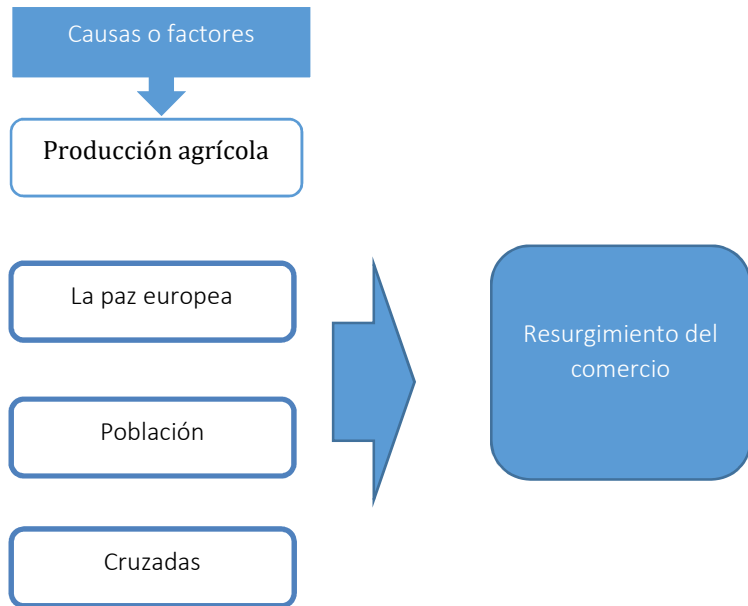 Causas o factores
Producción agrícola
La paz europea
Población
Cruzadas
Resurgimiento del
comercio